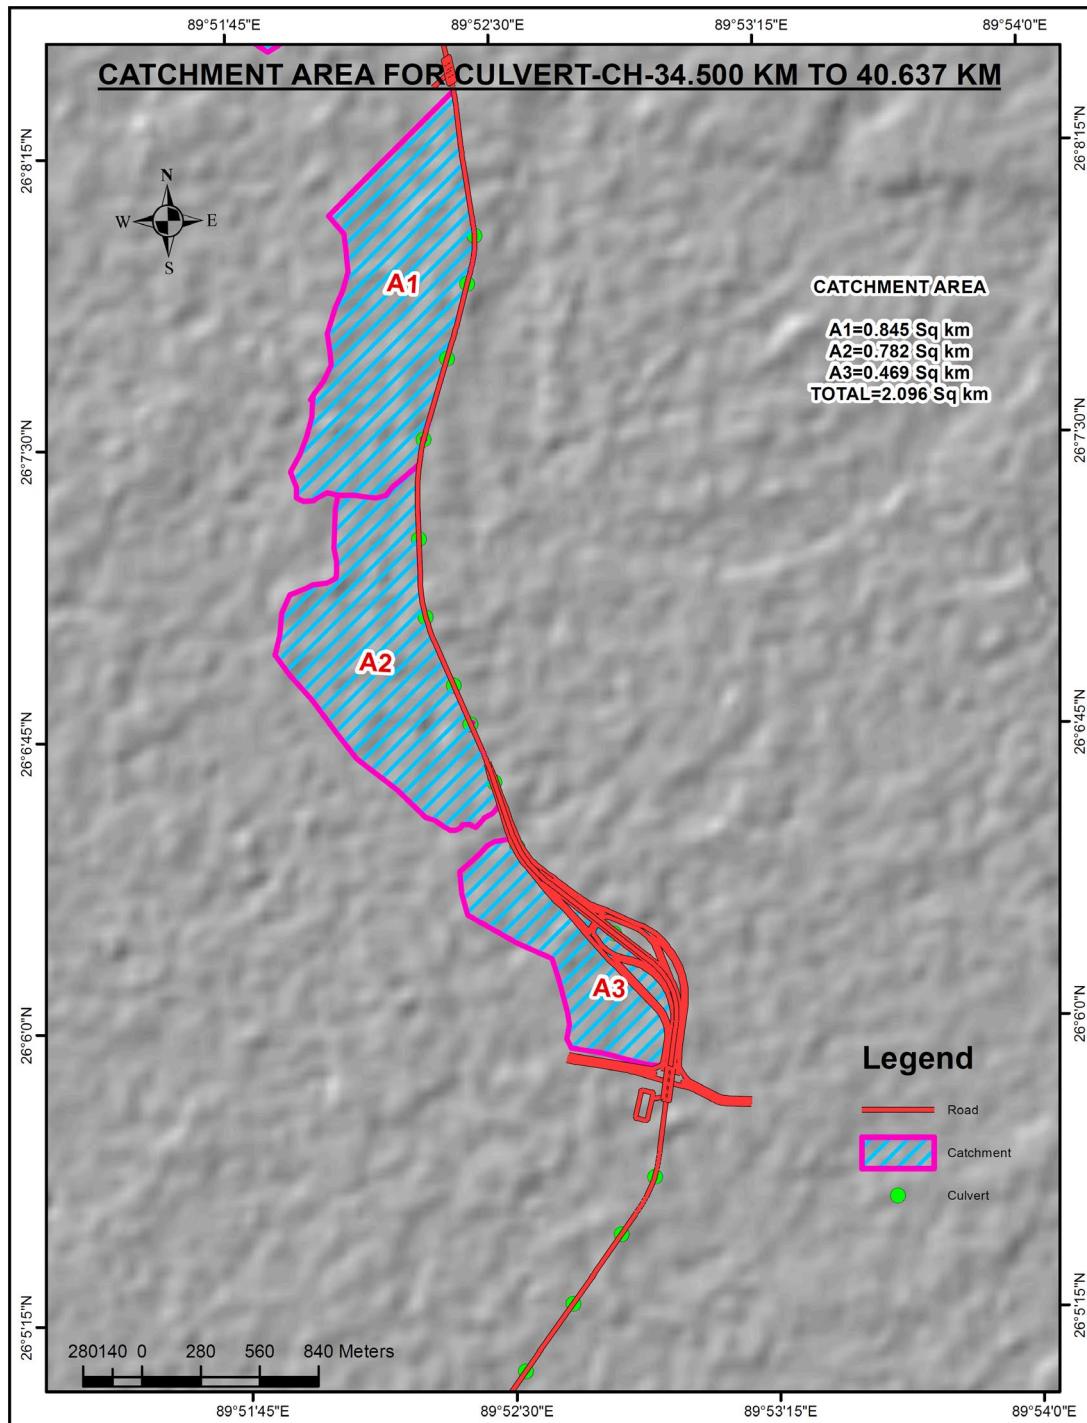 89°51'45"E 89°52'30"E 89°53'15"E 89°54'0"E
CATCHMENT AREA FOR CULVERT-CH-34.500 KM TO 40.637 KM
26°8'15"N
26°8'15"N
N
W E
S
A1
CATCHMENT AREA
A1=0.845 Sq km
A2=0.782 Sq km
A3=0.469 Sq km
TOTAL=2.096 Sq km
26°7'30"N
26°7'30"N
A2
26°6'45"N
26°6'45"N
A3
26°6'0"N
26°6'0"N
Legend
Road
Catchment
Culvert
26°5'15"N
26°5'15"N
280140 0 280 560 840 Meters
89°51'45"E 89°52'30"E 89°53'15"E 89°54'0"E